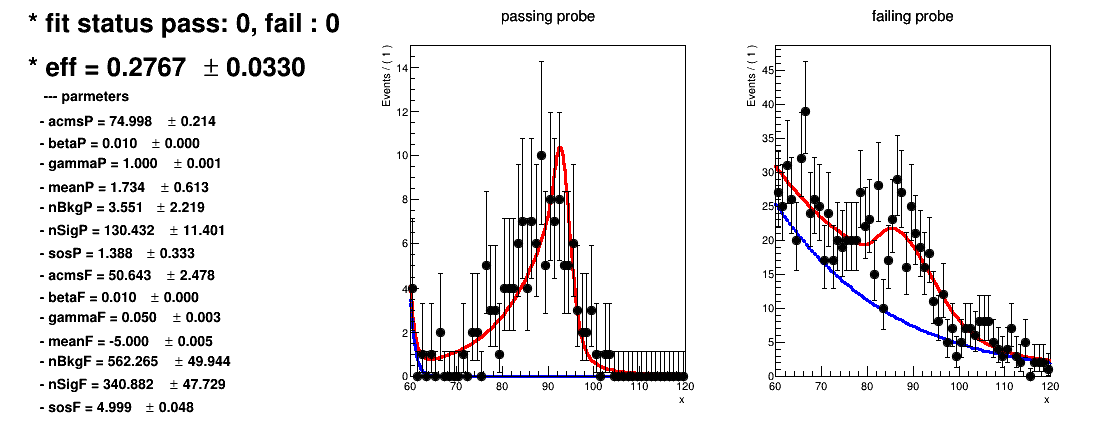 * fit status pass: 0, fail : 0
* eff = 0.2767 ± 0.0330
--- parmeters
- acmsP = 74.998 ± 0.214
- betaP = 0.010 ± 0.000
- gammaP = 1.000 ± 0.001
- meanP = 1.734 ± 0.613
- nBkgP = 3.551 ± 2.219
- nSigP = 130.432 ± 11.401
- sosP = 1.388 ± 0.333
- acmsF = 50.643 ± 2.478
- betaF = 0.010 ± 0.000
- gammaF = 0.050 ± 0.003
- meanF = -5.000 ± 0.005
- nBkgF = 562.265 ± 49.944
- nSigF = 340.882 ± 47.729
- sosF = 4.999 ± 0.048
passing probe
Events / ( 1 )
14
12
10
8
6
4
2
0
60 70 80 90 100 110 120
x
failing probe
Events / ( 1 )
45
40
35
30
25
20
15
10
5
0
60 70 80 90 100 110 120
x